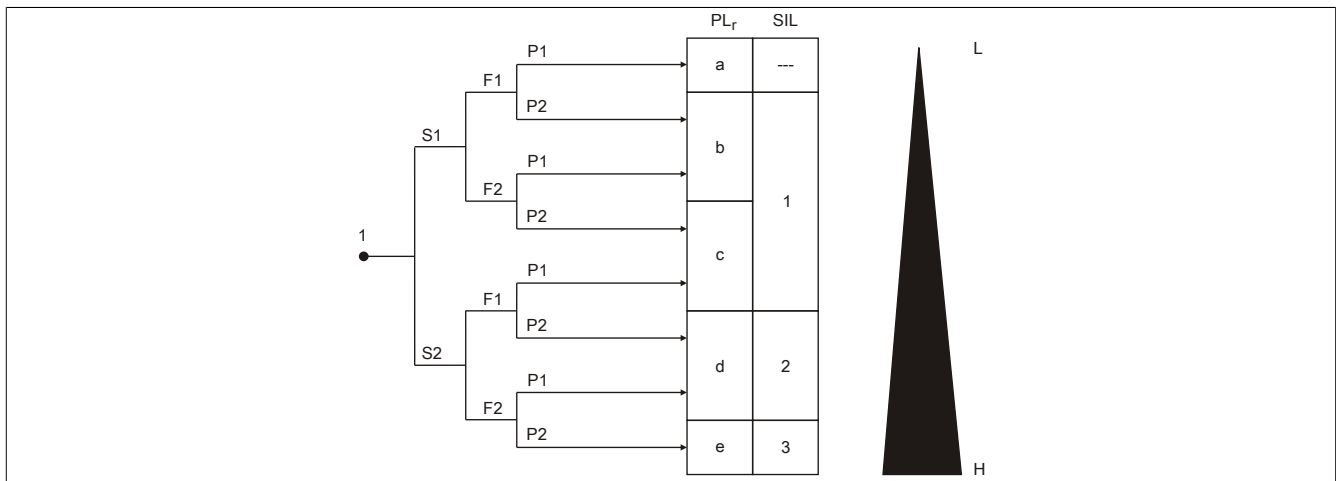 PLr SIL
P1 a --- L
F1
P2
S1 b
P1
F2 1
P2
1 c
P1
F1
P2
S2 d 2
P1
F2
P2 e 3
H